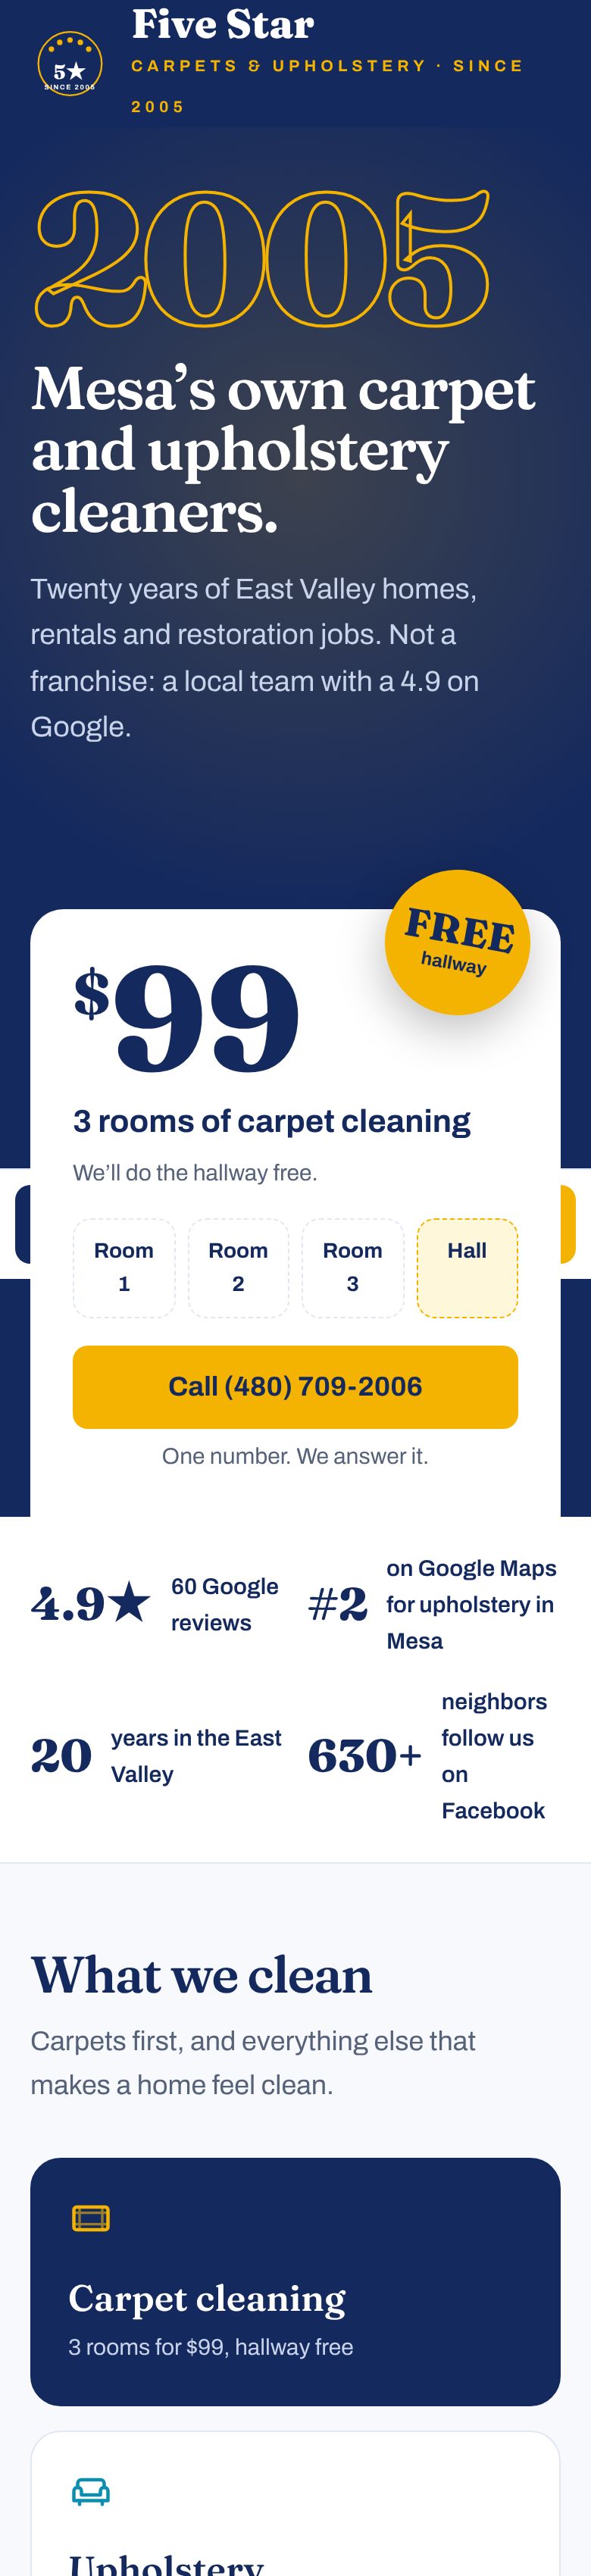 5★
SINCE 2005
Five Star
CARPETS & UPHOLSTERY · SINCE
2005
2005
Mesa’s own carpet
and upholstery
cleaners.
Twenty years of East Valley homes,
rentals and restoration jobs. Not a
franchise: a local team with a 4.9 on
Google.
FREE
hallway
$99
3 rooms of carpet cleaning
We’ll do the hallway free.
Room
1
Room
2
Room
3
Hall
Call (480) 709-2006
One number. We answer it.
4.9★
60 Google
reviews
#2
on Google Maps
for upholstery in
Mesa
20
years in the East
Valley
630+
neighbors
follow us
on
Facebook
What we clean
Carpets first, and everything else that
makes a home feel clean.
Carpet cleaning
3 rooms for $99, hallway free
Upholstery